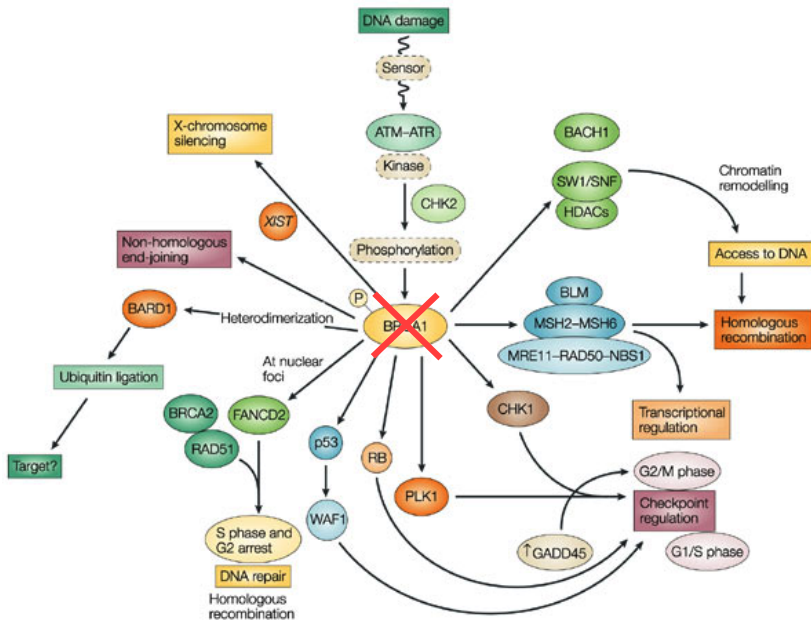 DNA damage
Sensor
ATM–ATR
Kinase
CHK2
Phosphorylation
X-chromosome
silencing
XIST
Non-homologous
end-joining
BARD1
Heterodimerization
Ubiquitin ligation
Target?
P
BRCA1
BACH1
SW1/SNF
HDACs
Chromatin
remodelling
Access to DNA
BLM
MSH2–MSH6
MRE11–RAD50–NBS1
Homologous
recombination
Transcriptional
regulation
At nuclear
foci
BRCA2
RAD51
FANCD2
S phase and
G2 arrest
DNA repair
Homologous
recombination
p53
WAF1
RB
PLK1
CHK1
↑GADD45
G2/M phase
Checkpoint
regulation
G1/S phase